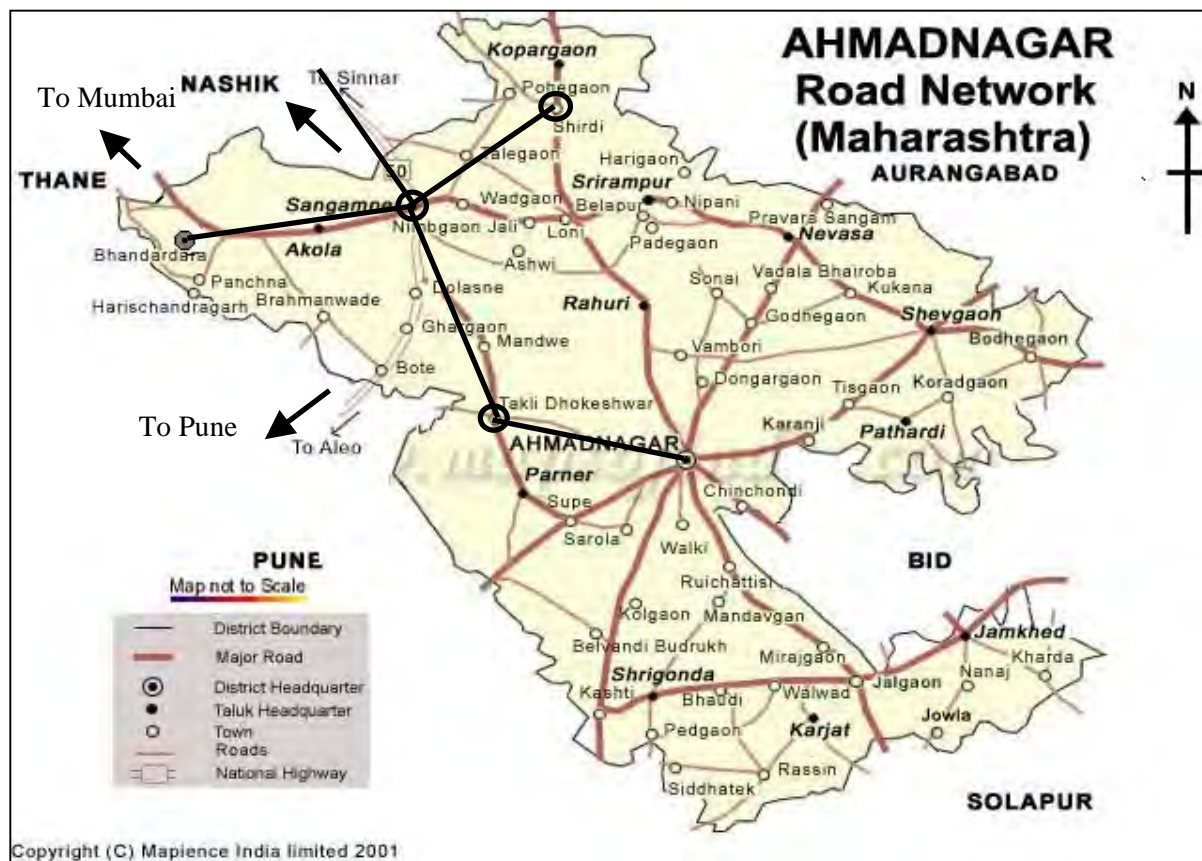 AHMADNAGAR
Road Network
(Maharashtra)
AURANGABAD
N
Kopargaon
NASHIK
To Sinnar
Pohegaon
To Mumbai
Shirdi
Talegaon
Harigaon
50
THANE
Srirampur
Sangamne
Wadgaon
Belapur
Nipani
Pravara Sangam
Nimbgaon Jali
Loni
Padegaon
Nevasa
Akola
Bhandardara
Ashwi
Panchna
Sonai
Vadala Bhairoba
Harischandragarh
Brahmanwade
Dolasne
Rahuri
Kukana
Ghargaon
Godhegaon
Shevgaon
Mandwe
Vambori
Bodhegaon
Bote
Dongargaon
Tisgaon
Koradgaon
Takli Dhokeshwar
To Pune
To Aleo
AHMADNAGAR
Karanji
Pathardi
Parner
Supe
Chinchondi
Sarola
Walki
PUNE
BID
Map not to Scale
Ruichattisi
District Boundary
Kolgaon
Mandavgan
Major Road
Belvandi Budrukh
Mirajgaon
Jamkhed
Kharda
District Headquarter
Shrigonda
Nanaj
Taluk Headquarter
Kashti
Bhaudi
Walwad
Jalgaon
Town
Pedgaon
Karjat
Jowla
Roads
National Highway
Siddhatek
Rassin
SOLAPUR
Copyright (C) Mapience India limited 2001